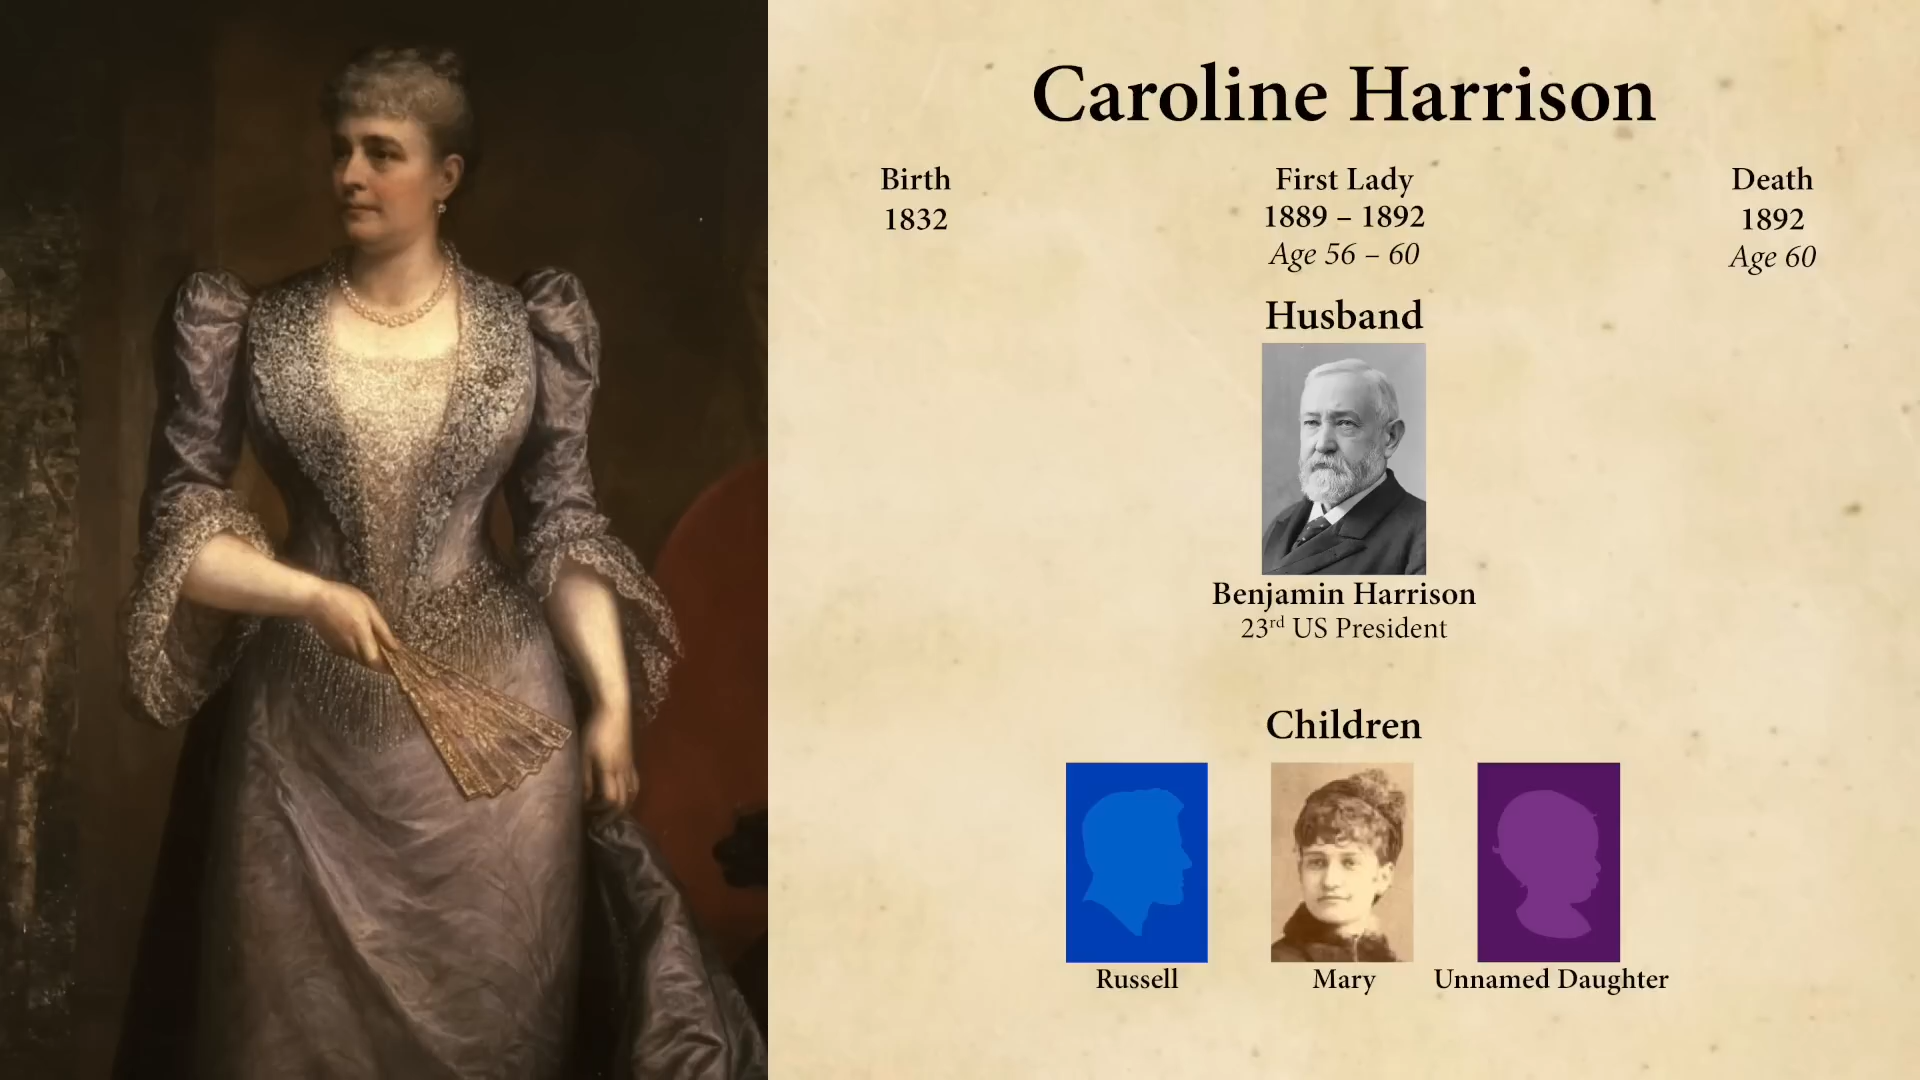 Caroline Harrison
Birth
1832
First Lady
1889 – 1892
Age 56 – 60
Death
1892
Age 60
Husband
Benjamin Harrison
23rd US President
Children
Russell
Mary
Unnamed Daughter